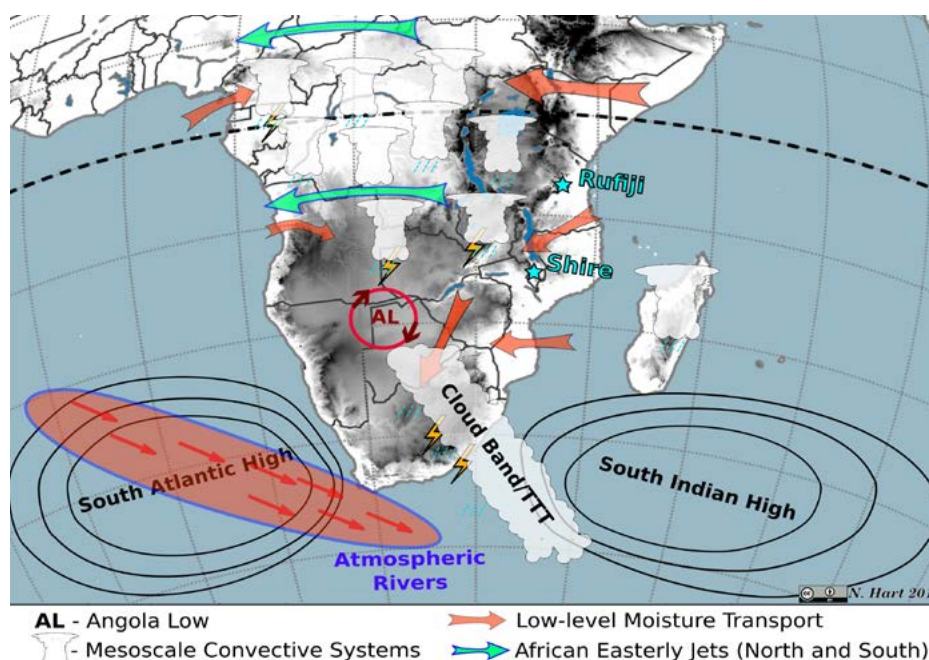 Rufiji
Shire
AL
Cloud Band/TTT
South Atlantic High
South Indian High
Atmospheric
Rivers
N. Hart 201
AL - Angola Low
Low-level Moisture Transport
- Mesoscale Convective Systems
African Easterly Jets (North and South)